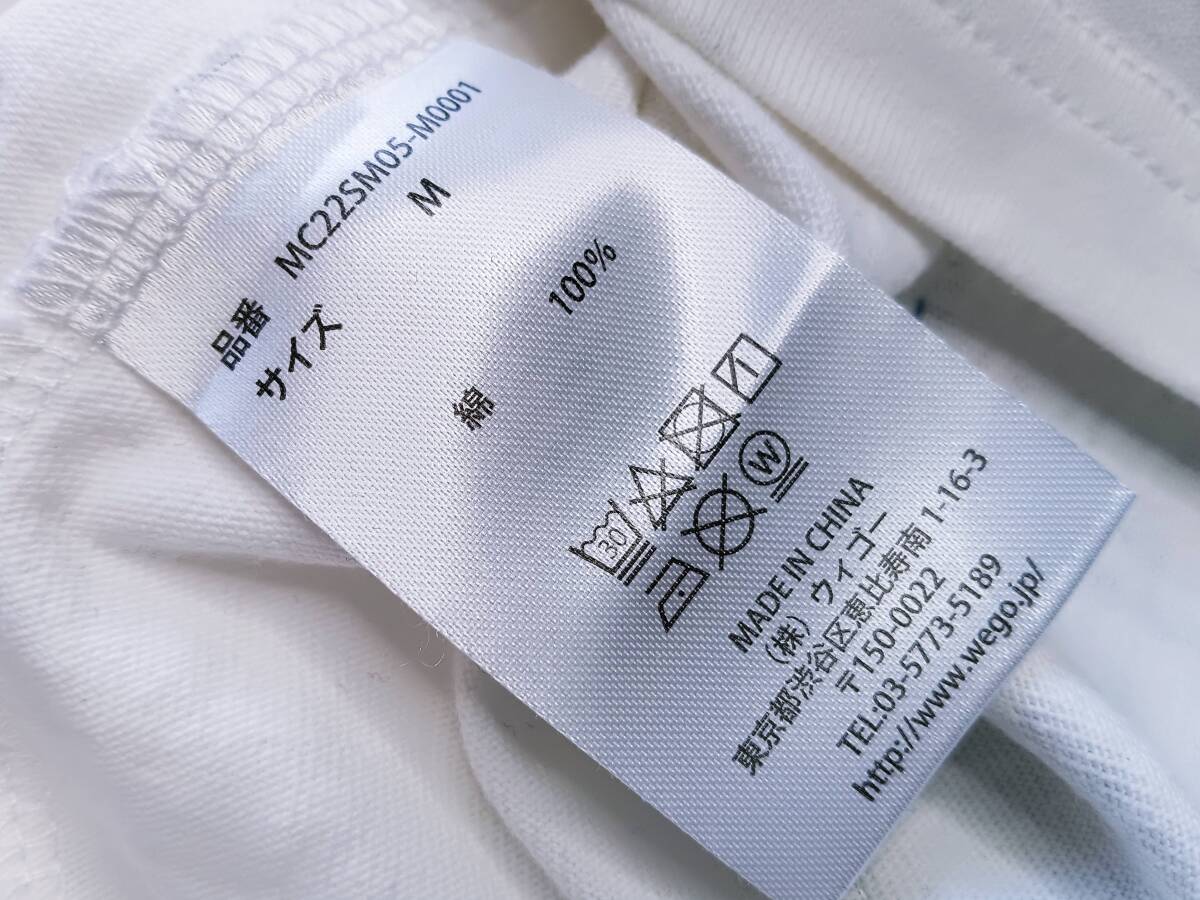 品番 MC22SM05-M0001
サイズ M
綿 100%
30
W
MADE IN CHINA
(株) ウィゴー
東京都渋谷区恵比寿南 1-16-3
〒150-0022
TEL:03-5773-5189
http://www.wego.jp/